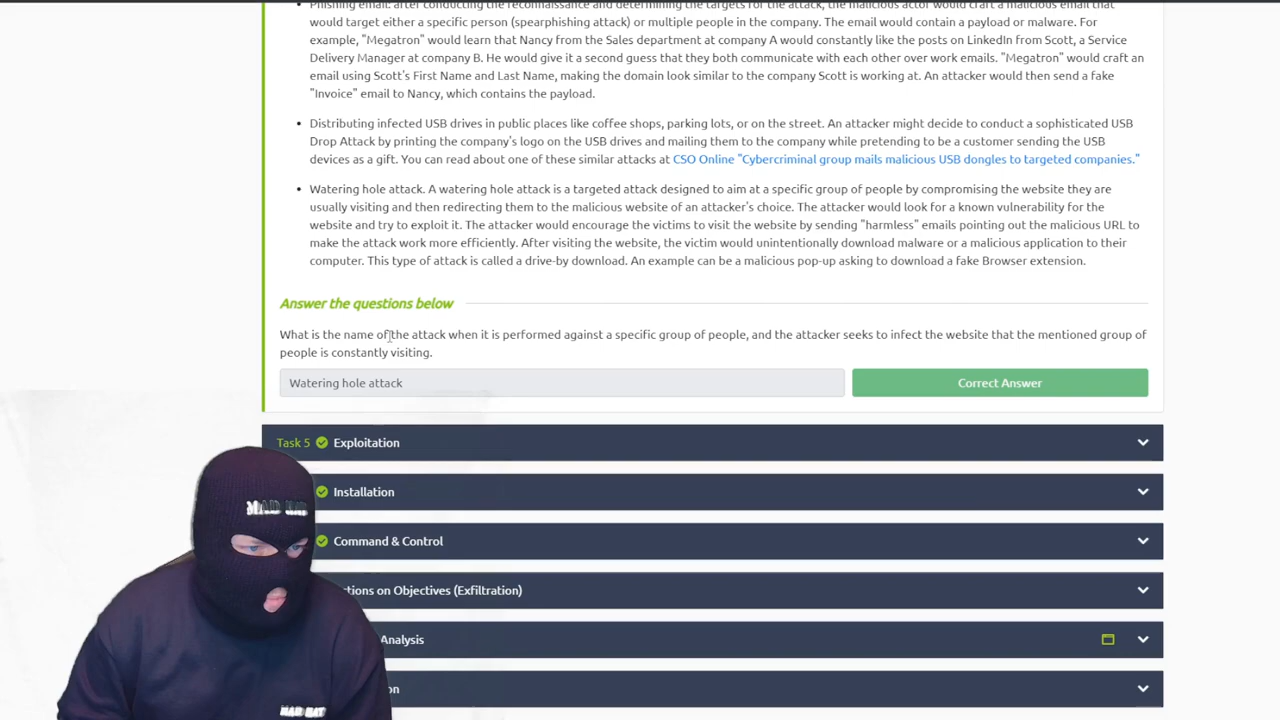 Phishing email: after conducting the reconnaissance and determining the targets for the attack, the malicious actor would craft a malicious email that
would target either a specific person (spearphishing attack) or multiple people in the company. The email would contain a payload or malware. For
example, "Megatron" would learn that Nancy from the Sales department at company A would constantly like the posts on LinkedIn from Scott, a Service
Delivery Manager at company B. He would give it a second guess that they both communicate with each other over work emails. "Megatron" would craft an
email using Scott's First Name and Last Name, making the domain look similar to the company Scott is working at. An attacker would then send a fake
"Invoice" email to Nancy, which contains the payload.
Distributing infected USB drives in public places like coffee shops, parking lots, or on the street. An attacker might decide to conduct a sophisticated USB
Drop Attack by printing the company's logo on the USB drives and mailing them to the company while pretending to be a customer sending the USB
devices as a gift. You can read about one of these similar attacks at CSO Online "Cybercriminal group mails malicious USB dongles to targeted companies."
Watering hole attack. A watering hole attack is a targeted attack designed to aim at a specific group of people by compromising the website they are
usually visiting and then redirecting them to the malicious website of an attacker's choice. The attacker would look for a known vulnerability for the
website and try to exploit it. The attacker would encourage the victims to visit the website by sending "harmless" emails pointing out the malicious URL to
make the attack work more efficiently. After visiting the website, the victim would unintentionally download malware or a malicious application to their
computer. This type of attack is called a drive-by download. An example can be a malicious pop-up asking to download a fake Browser extension.
Answer the questions below
What is the name of the attack when it is performed against a specific group of people, and the attacker seeks to infect the website that the mentioned group of
people is constantly visiting.
Watering hole attack
Correct Answer
Task 5 Exploitation
Installation
Command & Control
tions on Objectives (Exfiltration)
Analysis
on
MAD HAT
MAD HAT